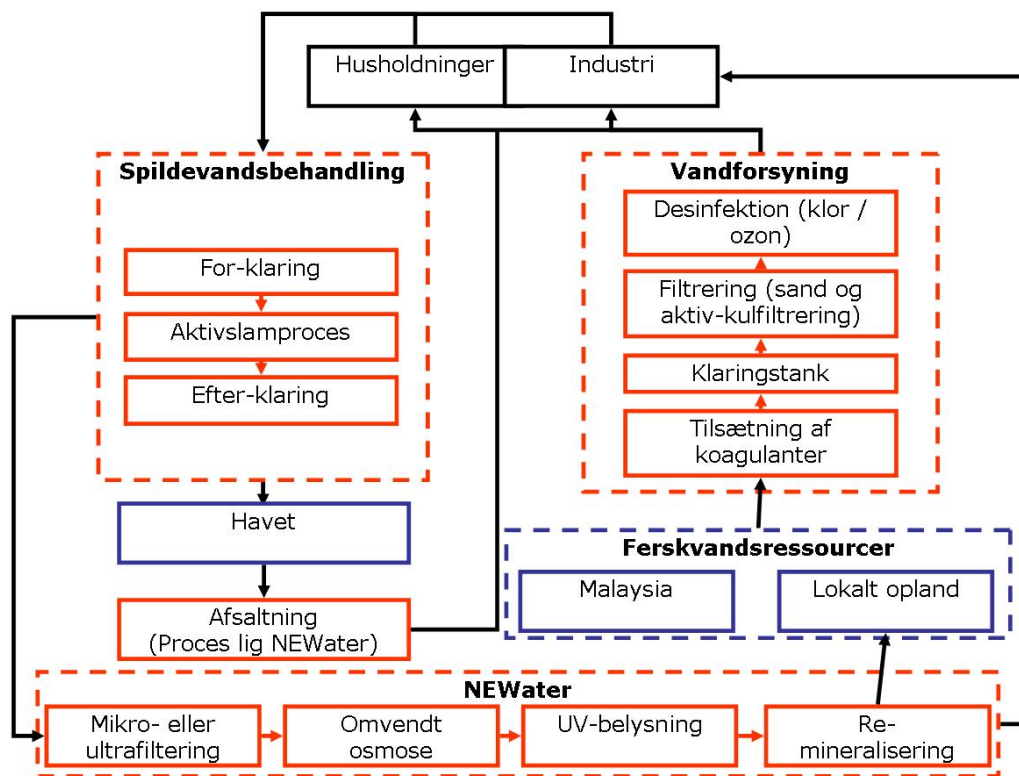 Husholdninger
Industri
Spildevandsbehandling
For-klaring
Aktivslamproces
Efter-klaring
Havet
Afsaltning
(Proces lig NEWater)
Vandforsyning
Desinfektion (klor /
ozon)
Filtrering (sand og
aktiv-kulfiltrering)
Klaringstank
Tilsætning af
koagulanter
Ferskvandsressourcer
Malaysia
Lokalt opland
NEWater
Mikro- eller
ultrafiltering
Omvendt
osmose
UV-belysning
Re-
mineralisering